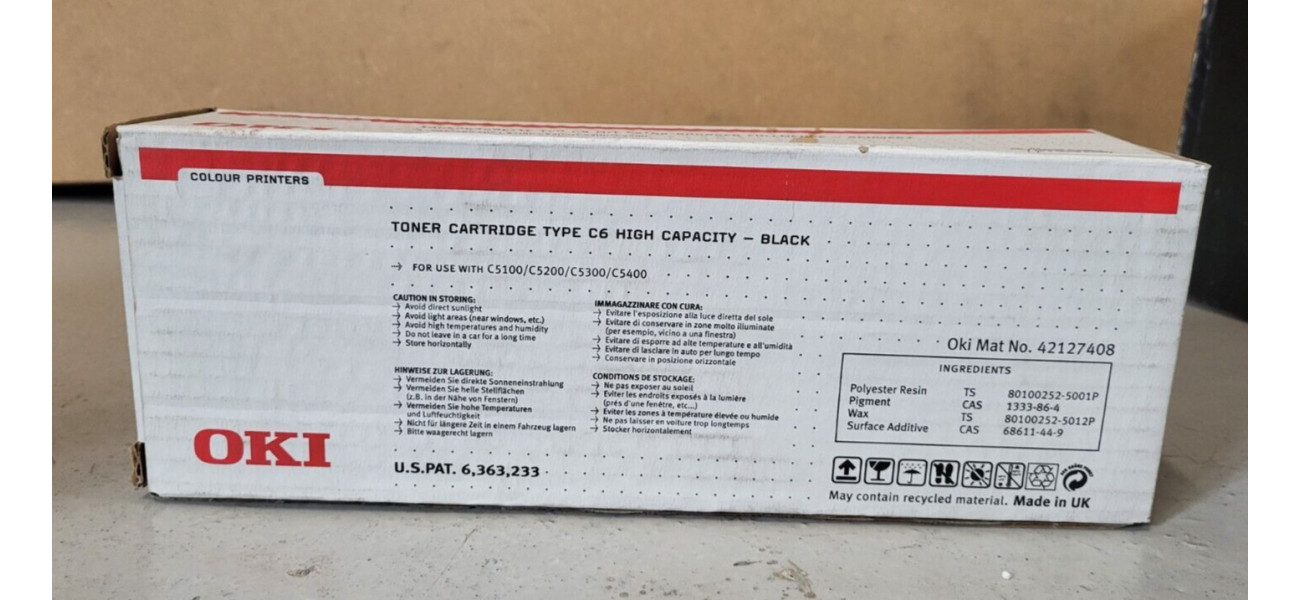 OKI
COLOUR PRINTERS
TONER CARTRIDGE TYPE C6 HIGH CAPACITY – BLACK
→ FOR USE WITH C5100/C5200/C5300/C5400
CAUTION IN STORING:
→ Avoid direct sunlight
→ Avoid light areas (near windows, etc.)
→ Avoid high temperatures and humidity
→ Do not leave in a car for a long time
→ Store horizontally
IMMAGAZZINARE CON CURA:
→ Evitare l'esposizione alla luce diretta del sole
→ Evitare di conservare in zone molto illuminate
(per esempio, vicino a una finestra)
→ Evitare di esporre ad alte temperature e all'umidità
→ Evitare di lasciare in auto per lungo tempo
→ Conservare in posizione orizzontale
HINWEISE ZUR LAGERUNG:
→ Vermeiden Sie direkte Sonneneinstrahlung
→ Vermeiden Sie helle Stellflächen
(z.B. in der Nähe von Fenstern)
→ Vermeiden Sie hohe Temperaturen
und Luftfeuchtigkeit
→ Nicht für längere Zeit in einem Fahrzeug lagern
→ Bitte waagerecht lagern
CONDITIONS DE STOCKAGE:
→ Ne pas exposer au soleil
→ Eviter les endroits exposés à la lumière
(près d'une fenêtre, etc...)
→ Eviter les zones à température élevée ou humide
→ Ne pas laisser en voiture trop longtemps
→ Stocker horizontalement
Oki Mat No. 42127408
INGREDIENTS
Polyester Resin TS 80100252-5001P
Pigment CAS 1333-86-4
Wax TS 80100252-5012P
Surface Additive CAS 68611-44-9
OKI
U.S.PAT. 6,363,233
May contain recycled material. Made in UK